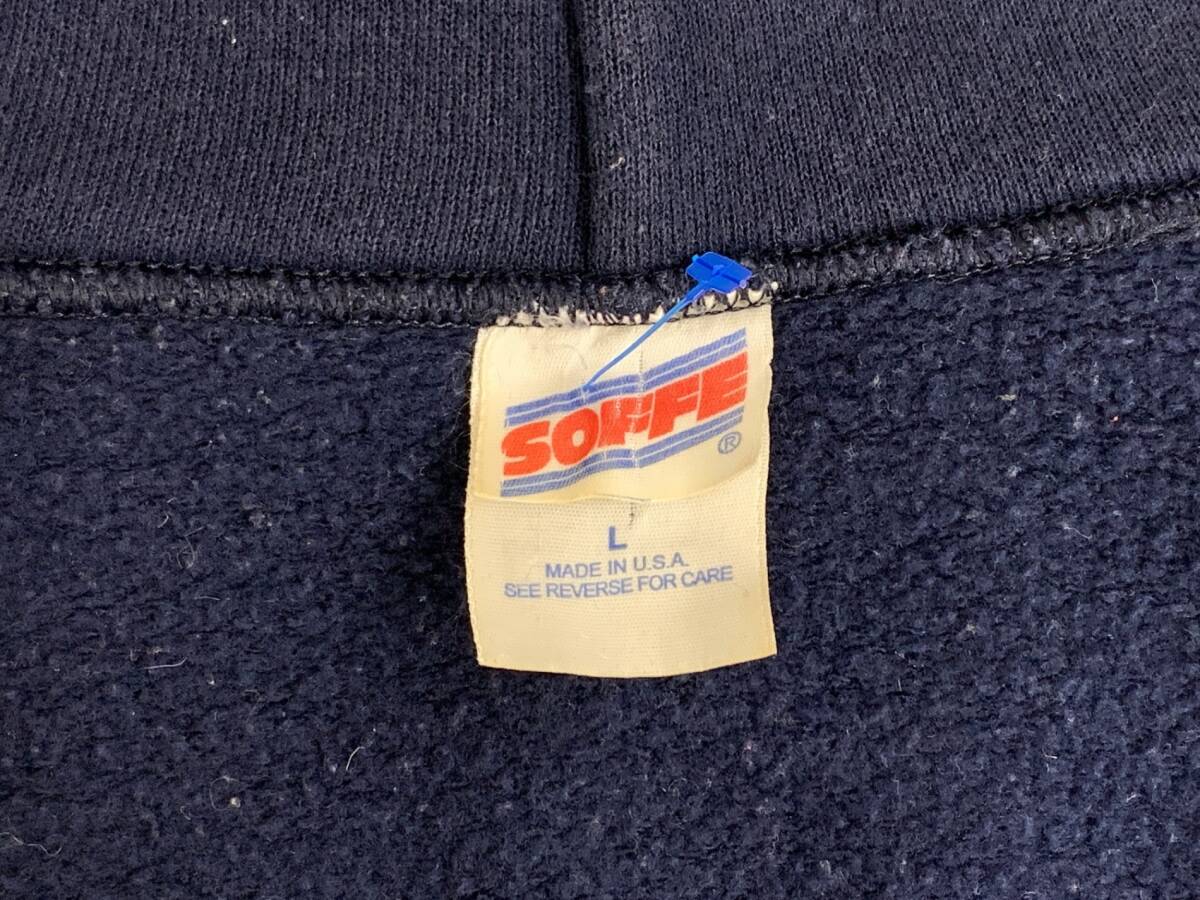 SOFFE
®
L
MADE IN U.S.A.
SEE REVERSE FOR CARE